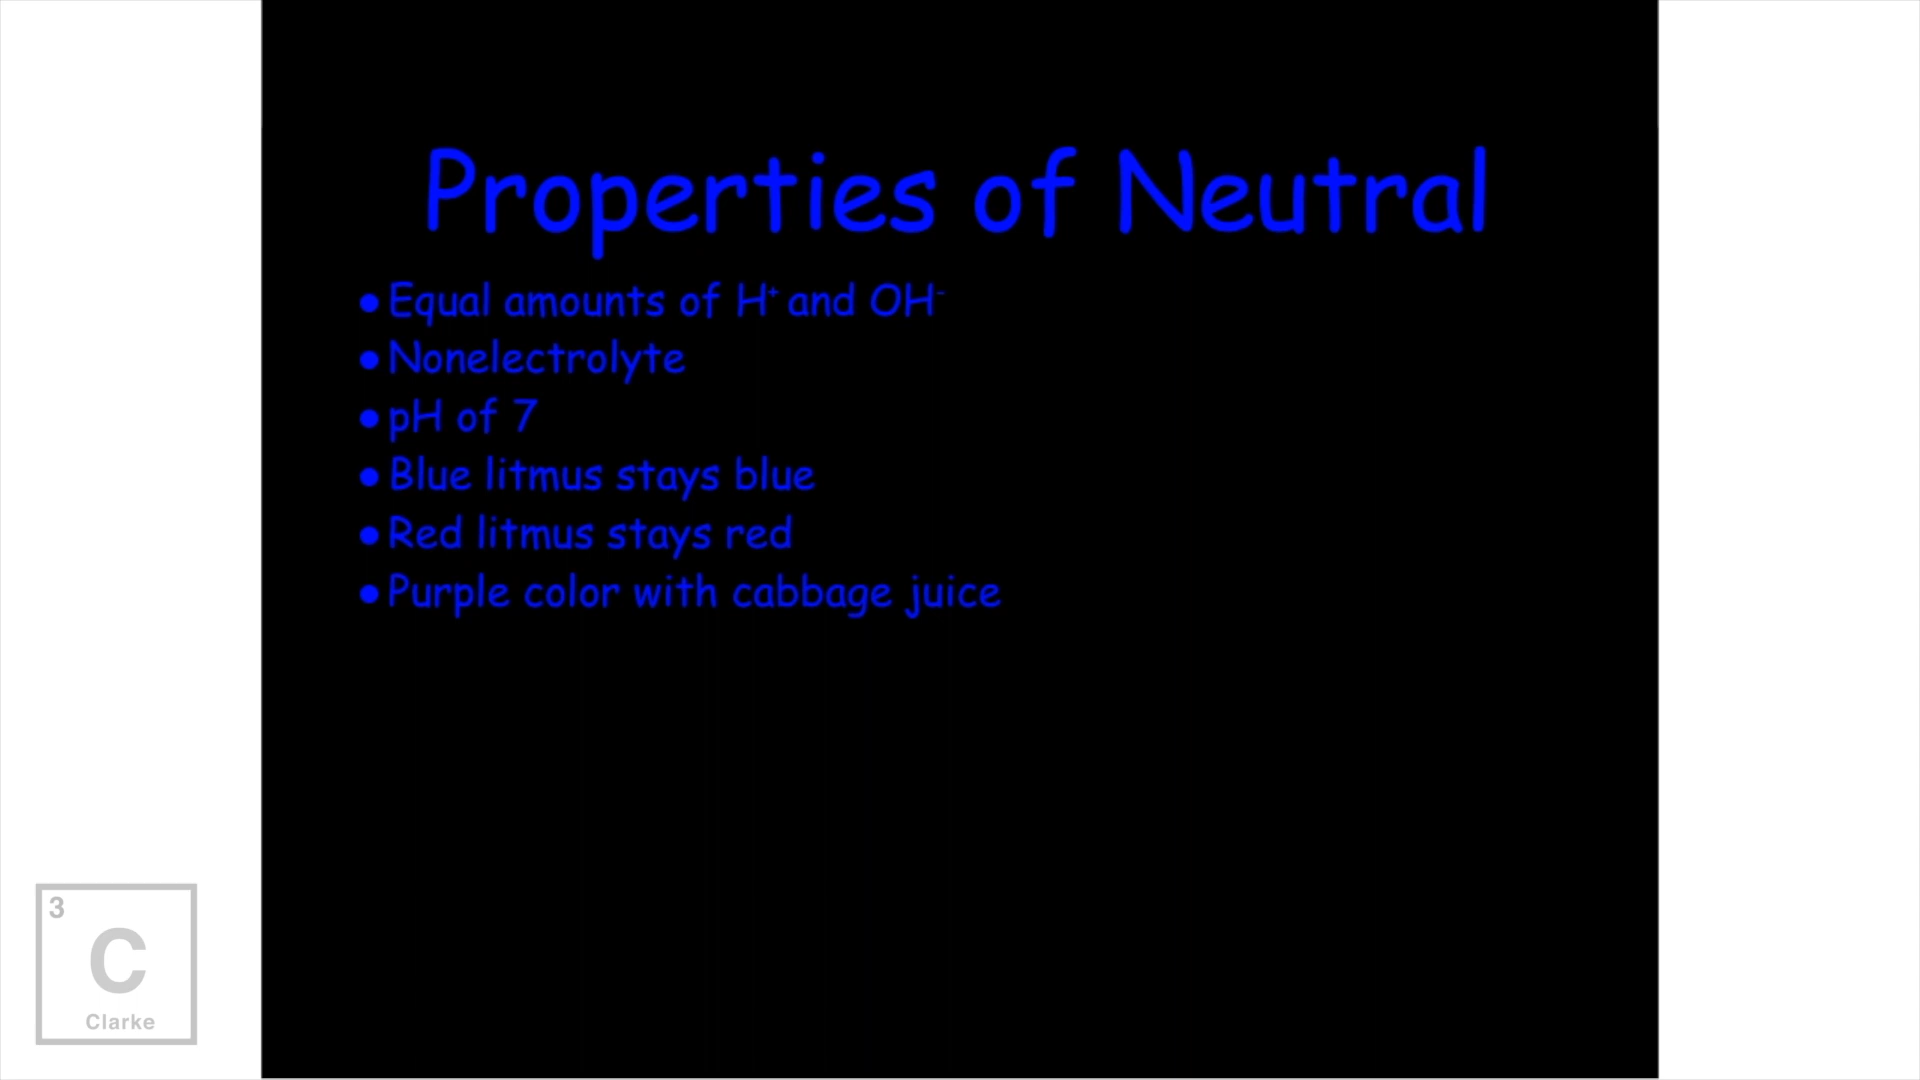 Properties of Neutral
● Equal amounts of H⁺ and OH⁻
● Nonelectrolyte
● pH of 7
● Blue litmus stays blue
● Red litmus stays red
● Purple color with cabbage juice
3
C
Clarke